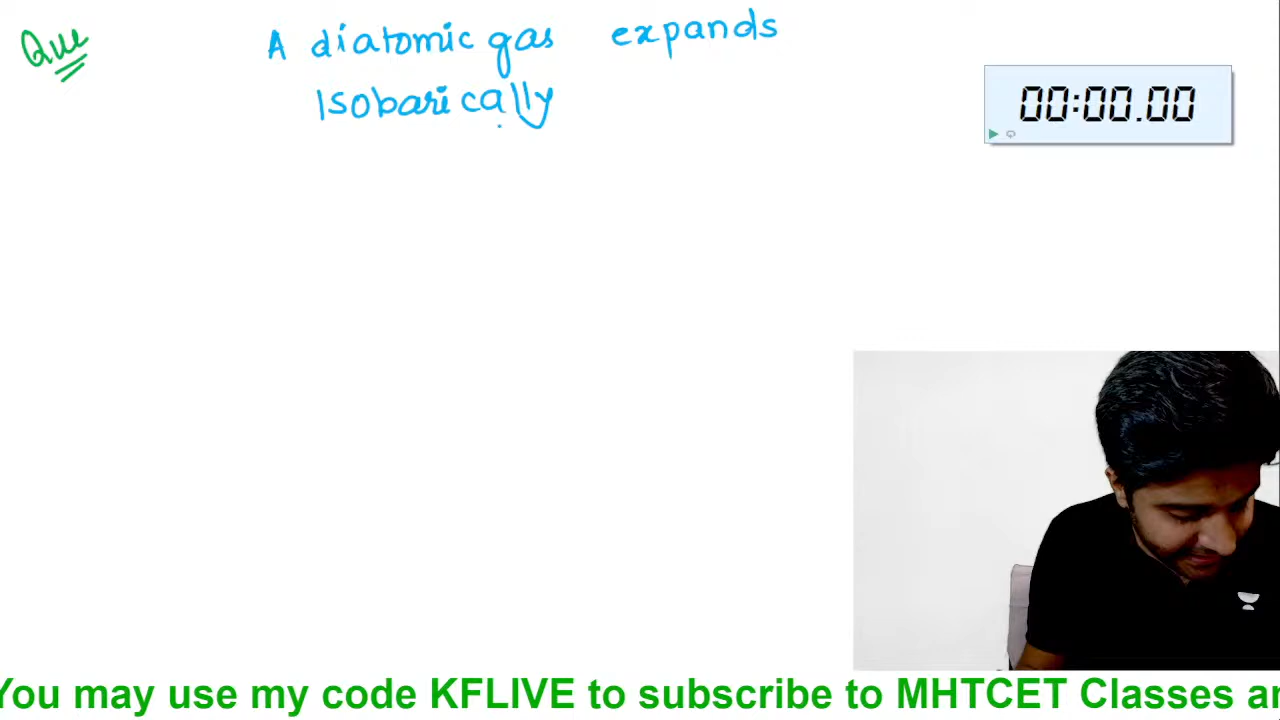 Que A diatomic gas expands
Isobarically
00:00.00
You may use my code KFLIVE to subscribe to MHTCET Classes an